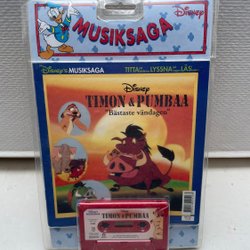 Disney
MUSIKSAGA
DISNEY'S MUSIKSAGA
TITTA... LYSSNA... LÄS...
Disney
TIMON & PUMBAA
"Bästaste vändagen"
TIMON & PUMBAA